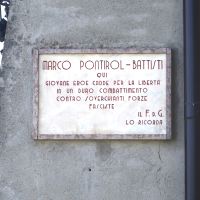 MARCO PONTIROL - BATTISTI
QUI
GIOVANE EROE CADDE PER LA LIBERTA'
IN UN DURO COMBATTIMENTO
CONTRO SOVERCHIANTI FORZE
FASCISTE
IL F. d. G.
LO RICORDA